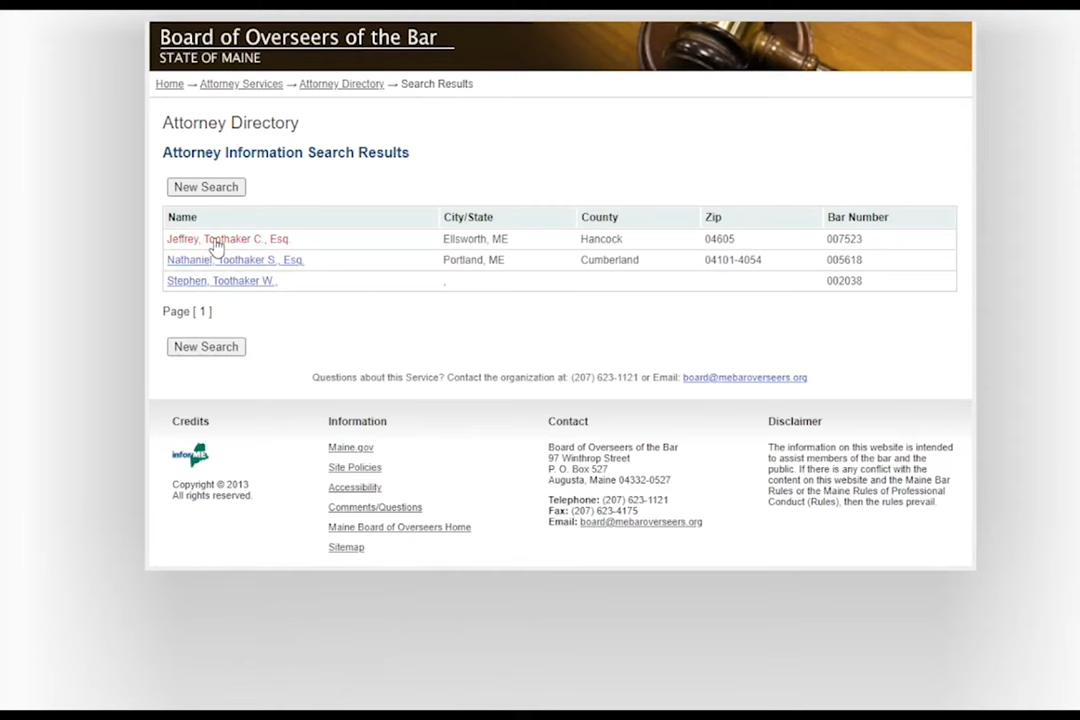 Board of Overseers of the Bar
STATE OF MAINE
Home → Attorney Services → Attorney Directory → Search Results
Attorney Directory
Attorney Information Search Results
New Search
Name City/State County Zip Bar Number
Jeffrey, Toothaker C., Esq. Ellsworth, ME Hancock 04605 007523
Nathaniel, Toothaker S., Esq. Portland, ME Cumberland 04101-4054 005618
Stephen, Toothaker W., , 002038
Page [ 1 ]
New Search
Questions about this Service? Contact the organization at: (207) 623-1121 or Email: board@mebaroverseers.org
Credits
inforME
Copyright © 2013
All rights reserved.
Information
Maine.gov
Site Policies
Accessibility
Comments/Questions
Maine Board of Overseers Home
Sitemap
Contact
Board of Overseers of the Bar
97 Winthrop Street
P. O. Box 527
Augusta, Maine 04332-0527
Telephone: (207) 623-1121
Fax: (207) 623-4175
Email: board@mebaroverseers.org
Disclaimer
The information on this website is intended
to assist members of the bar and the
public. If there is any conflict with the
content on this website and the Maine Bar
Rules or the Maine Rules of Professional
Conduct (Rules), then the rules prevail.